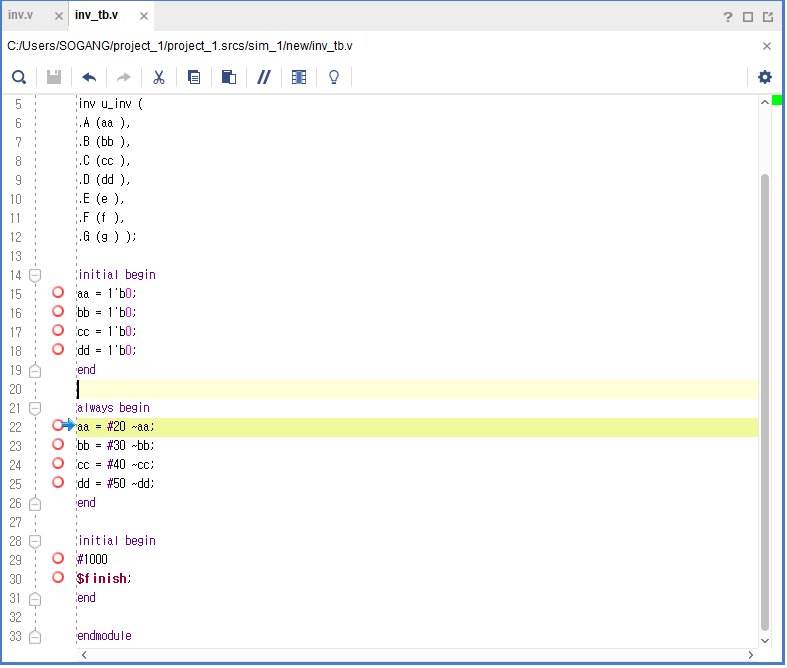 inv.v
inv_tb.v
C:/Users/SOGANG/project_1/project_1.srcs/sim_1/new/inv_tb.v
5 inv u_inv (
6 .A (aa ),
7 .B (bb ),
8 .C (cc ),
9 .D (dd ),
10 .E (e ),
11 .F (f ),
12 .G (g ) );
13
14 initial begin
15 aa = 1'b0;
16 bb = 1'b0;
17 cc = 1'b0;
18 dd = 1'b0;
19 end
20
21 always begin
22 aa = #20 ~aa;
23 bb = #30 ~bb;
24 cc = #40 ~cc;
25 dd = #50 ~dd;
26 end
27
28 initial begin
29 #1000
30 $finish;
31 end
32
33 endmodule